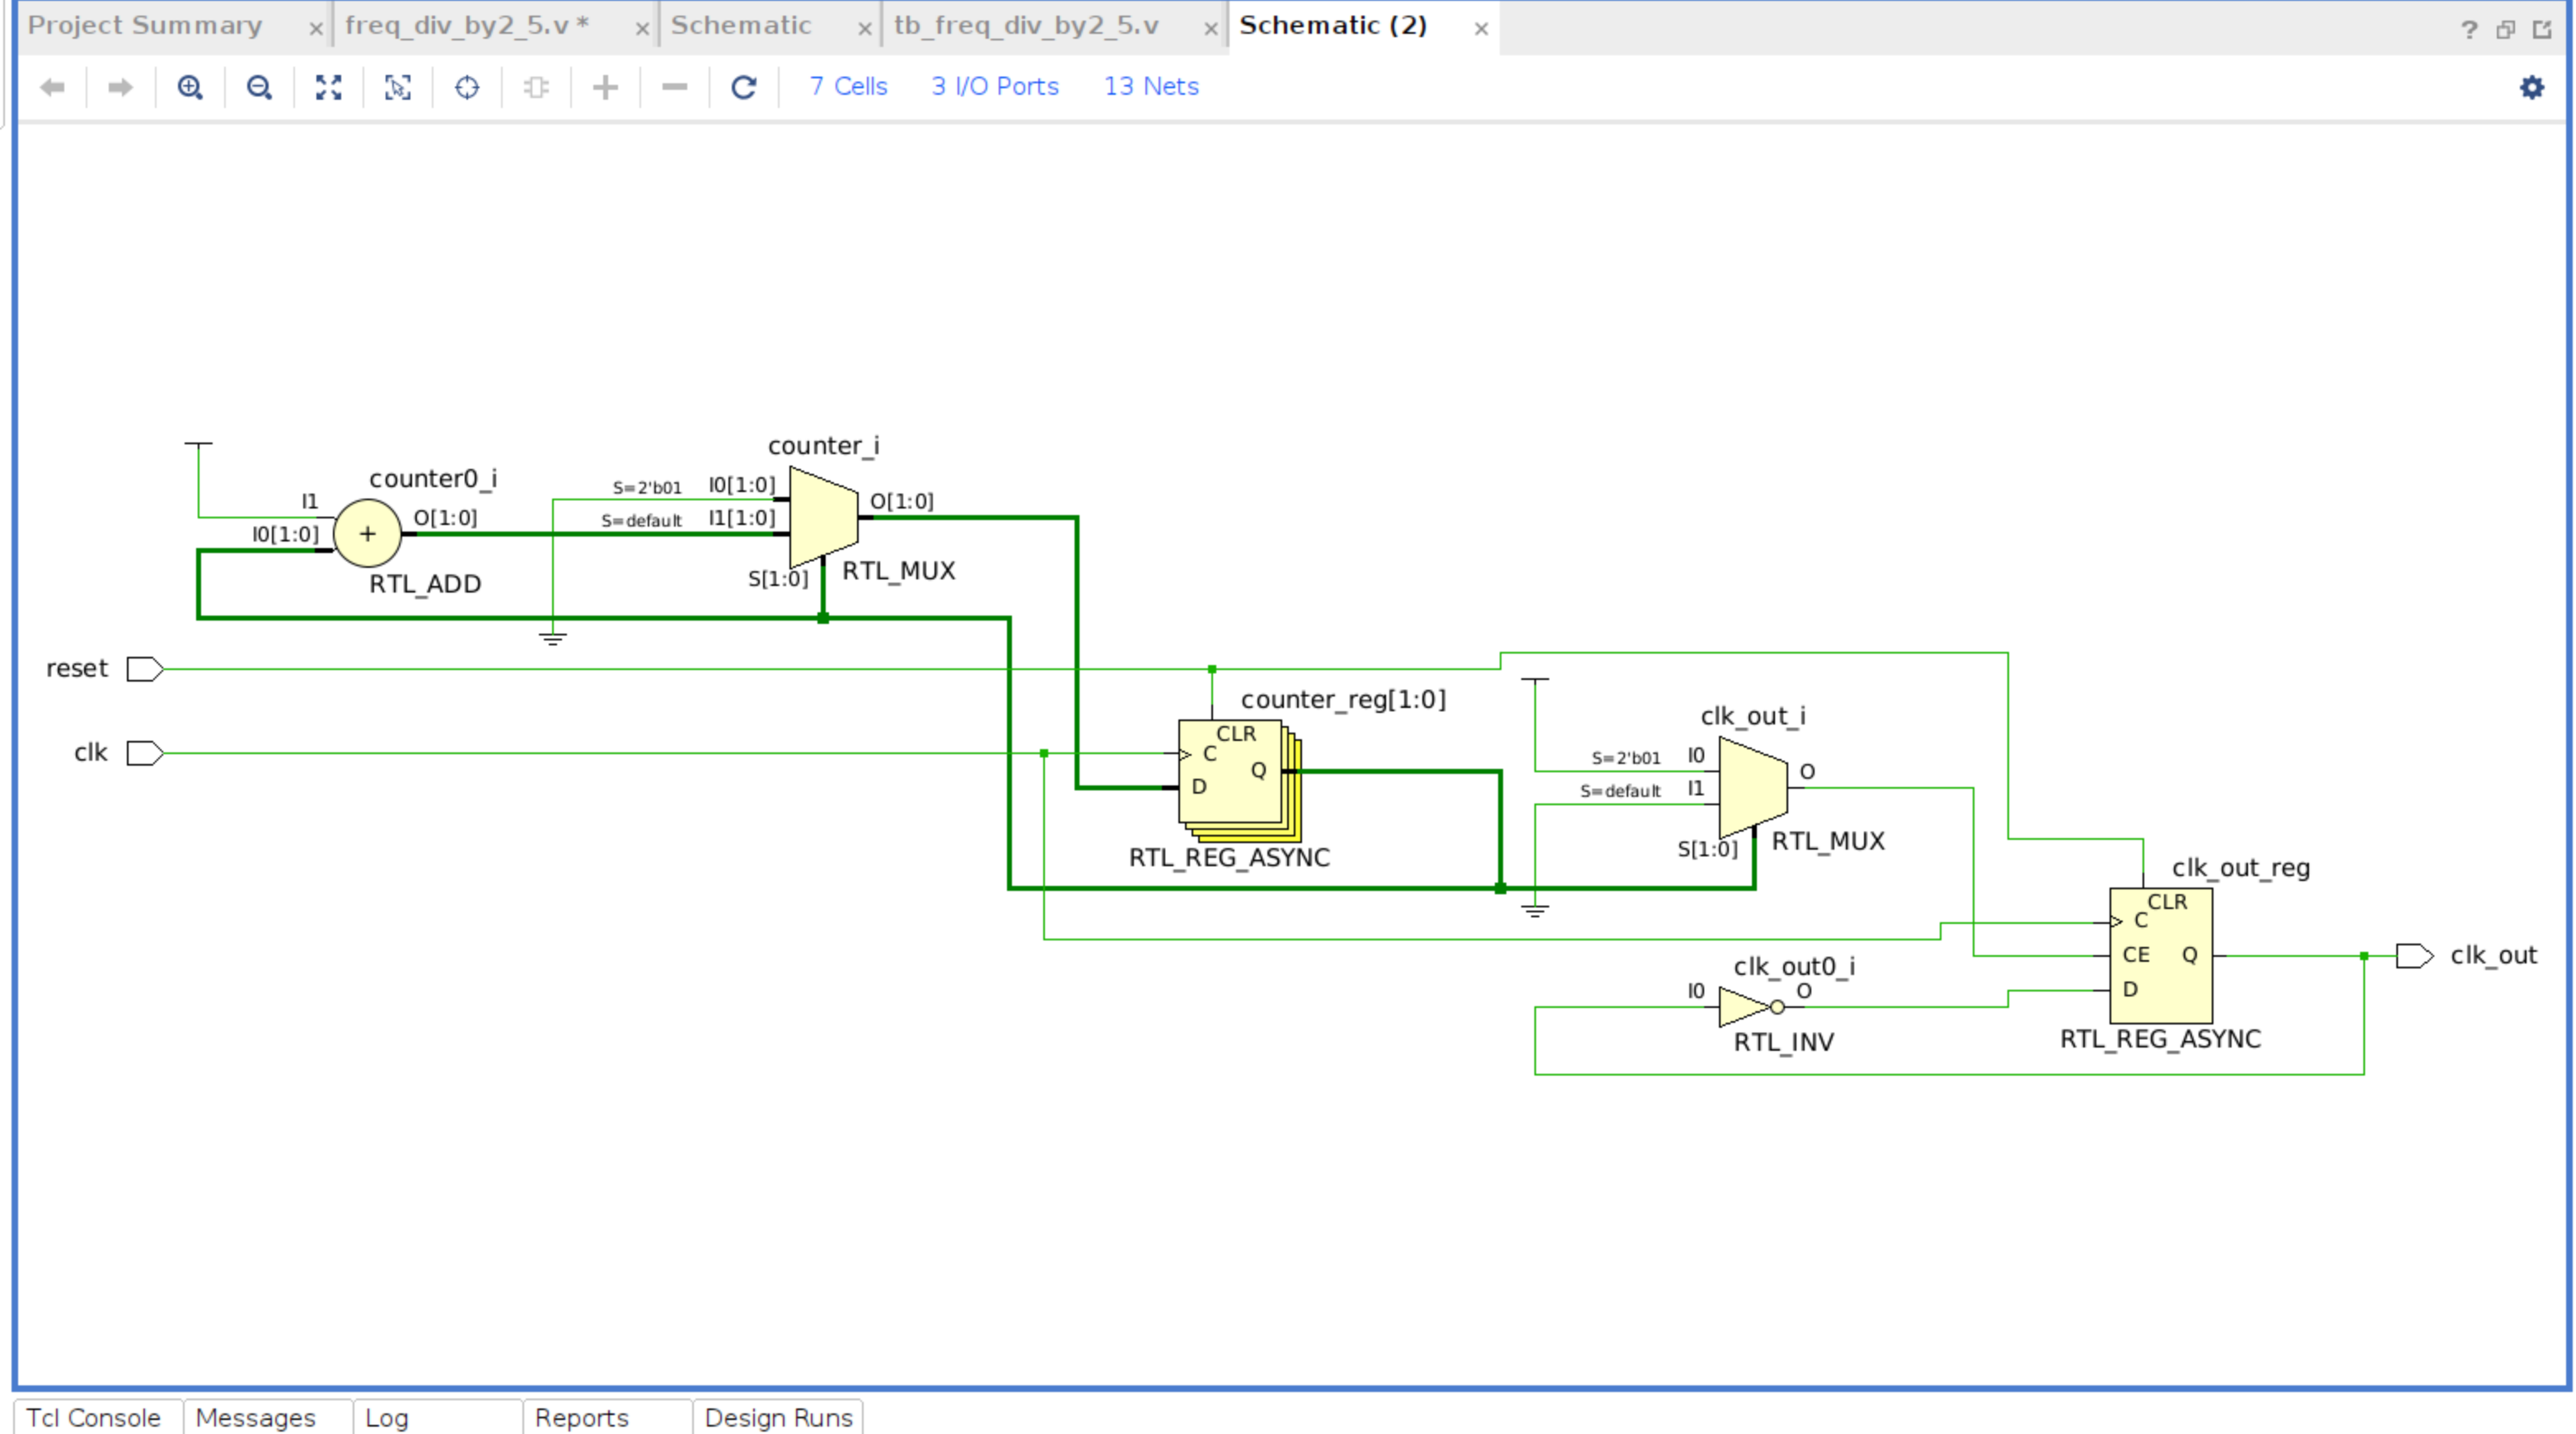 Project Summary × freq_div_by2_5.v * × Schematic × tb_freq_div_by2_5.v × Schematic (2) × ?
7 Cells 3 I/O Ports 13 Nets
counter_i
counter0_i
S=2'b01 I0[1:0]
I1 O[1:0] S=default I1[1:0] O[1:0]
I0[1:0] +
RTL_ADD S[1:0] RTL_MUX
reset
counter_reg[1:0]
clk_out_i
clk
CLR
C
Q
D
S=2'b01 I0
O
S=default I1
S[1:0] RTL_MUX
RTL_REG_ASYNC
clk_out_reg
CLR
C
CE Q
D
clk_out
clk_out0_i
I0 O
RTL_INV
RTL_REG_ASYNC
Tcl Console Messages Log Reports Design Runs